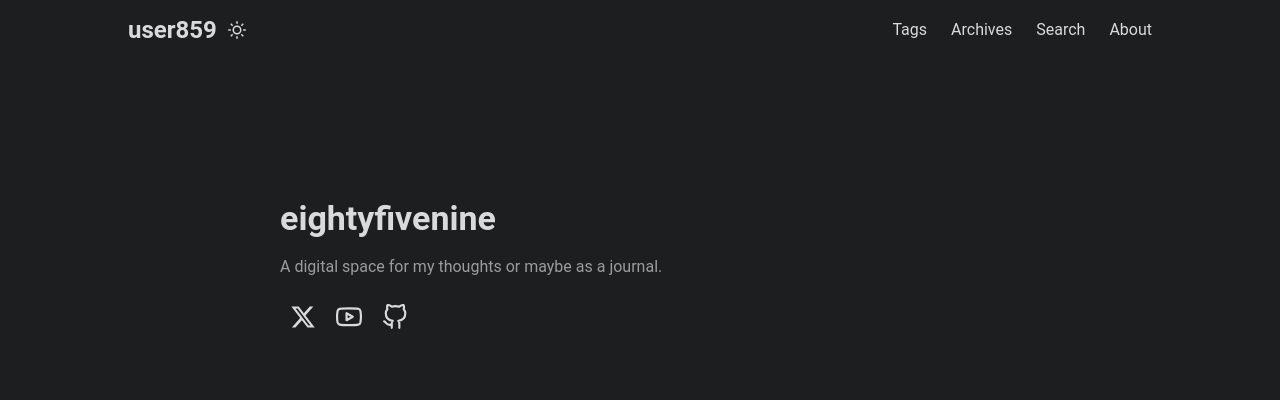 user859
Tags Archives Search About
eightyfivenine
A digital space for my thoughts or maybe as a journal.